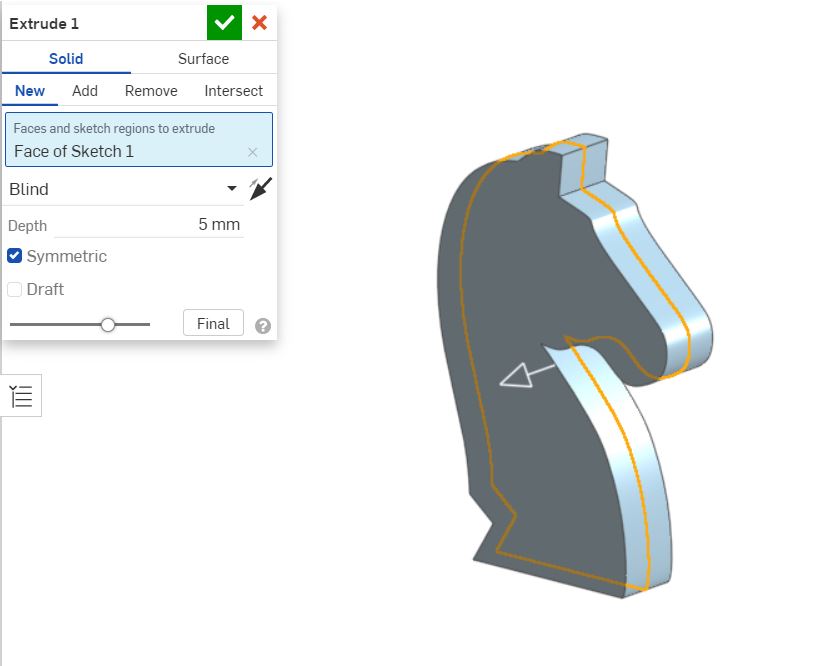 Extrude 1
Solid Surface
New Add Remove Intersect
Faces and sketch regions to extrude
Face of Sketch 1
Blind
Depth 5 mm
Symmetric
Draft
Final